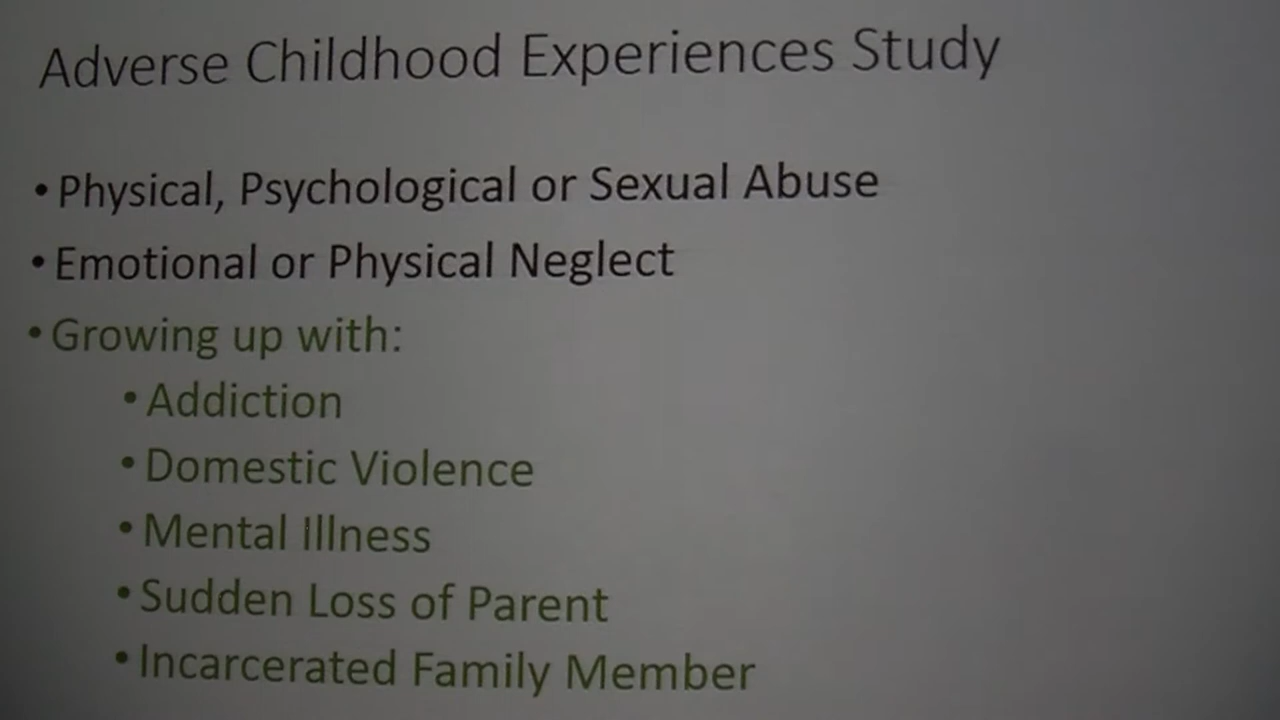 Adverse Childhood Experiences Study
• Physical, Psychological or Sexual Abuse
• Emotional or Physical Neglect
• Growing up with:
• Addiction
• Domestic Violence
• Mental Illness
• Sudden Loss of Parent
• Incarcerated Family Member